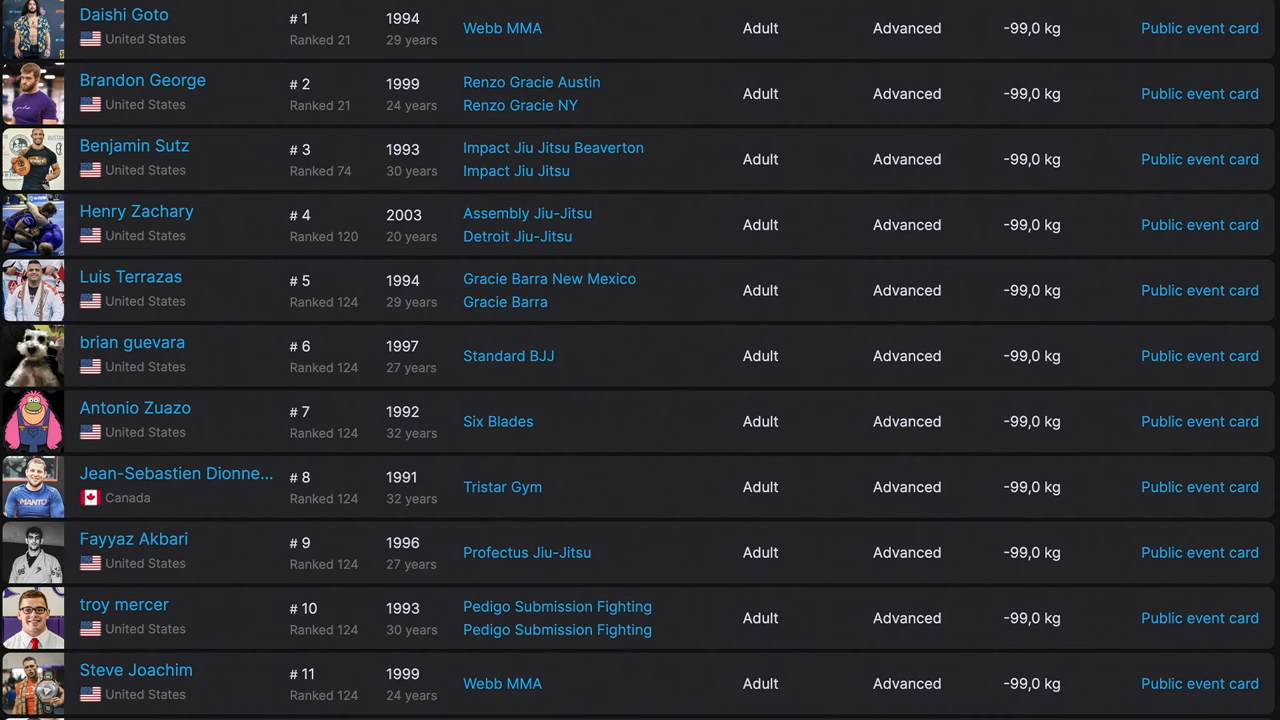 Daishi Goto # 1 1994 Webb MMA Adult Advanced -99,0 kg Public event card
United States Ranked 21 29 years
Brandon George # 2 1999 Renzo Gracie Austin Adult Advanced -99,0 kg Public event card
United States Ranked 21 24 years Renzo Gracie NY
Benjamin Sutz # 3 1993 Impact Jiu Jitsu Beaverton Adult Advanced -99,0 kg Public event card
United States Ranked 74 30 years Impact Jiu Jitsu
Henry Zachary # 4 2003 Assembly Jiu-Jitsu Adult Advanced -99,0 kg Public event card
United States Ranked 120 20 years Detroit Jiu-Jitsu
Luis Terrazas # 5 1994 Gracie Barra New Mexico Adult Advanced -99,0 kg Public event card
United States Ranked 124 29 years Gracie Barra
brian guevara # 6 1997 Standard BJJ Adult Advanced -99,0 kg Public event card
United States Ranked 124 27 years
Antonio Zuazo # 7 1992 Six Blades Adult Advanced -99,0 kg Public event card
United States Ranked 124 32 years
Jean-Sebastien Dionne... # 8 1991 Tristar Gym Adult Advanced -99,0 kg Public event card
Canada Ranked 124 32 years
MANTO
Fayyaz Akbari # 9 1996 Profectus Jiu-Jitsu Adult Advanced -99,0 kg Public event card
United States Ranked 124 27 years
troy mercer # 10 1993 Pedigo Submission Fighting Adult Advanced -99,0 kg Public event card
United States Ranked 124 30 years Pedigo Submission Fighting
Steve Joachim # 11 1999 Webb MMA Adult Advanced -99,0 kg Public event card
United States Ranked 124 24 years